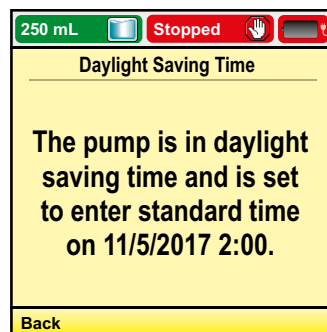 250 mL Stopped
Daylight Saving Time
The pump is in daylight
saving time and is set
to enter standard time
on 11/5/2017 2:00.
Back